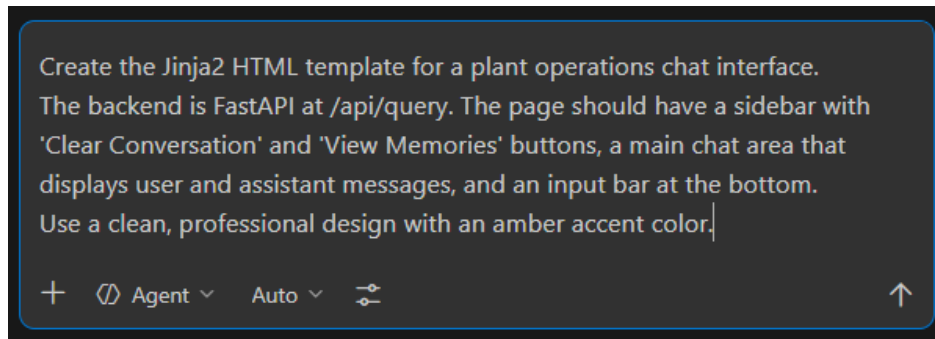 Create the Jinja2 HTML template for a plant operations chat interface.
The backend is FastAPI at /api/query. The page should have a sidebar with
'Clear Conversation' and 'View Memories' buttons, a main chat area that
displays user and assistant messages, and an input bar at the bottom.
Use a clean, professional design with an amber accent color.
Agent Auto